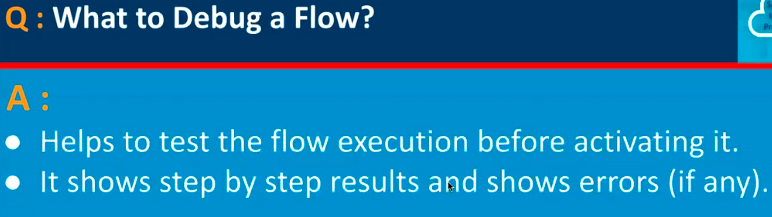 Q : What to Debug a Flow?
A :
● Helps to test the flow execution before activating it.
● It shows step by step results and shows errors (if any).